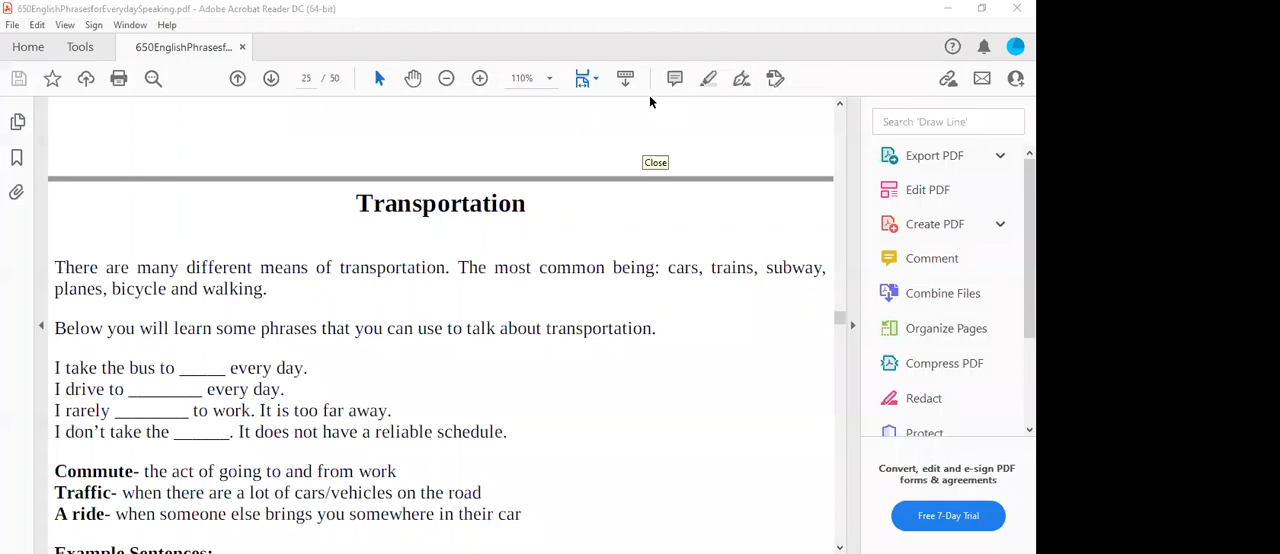 650EnglishPhrasesforEverydaySpeaking.pdf - Adobe Acrobat Reader DC (64-bit)
File Edit View Sign Window Help
Home Tools 650EnglishPhrasesf... ×
25 / 50 110%
Close
Search 'Draw Line'
Export PDF
Edit PDF
Create PDF
Comment
Combine Files
Organize Pages
Compress PDF
Redact
Protect
Convert, edit and e-sign PDF
forms & agreements
Free 7-Day Trial
Transportation
There are many different means of transportation. The most common being: cars, trains, subway,
planes, bicycle and walking.
Below you will learn some phrases that you can use to talk about transportation.
I take the bus to _____ every day.
I drive to ________ every day.
I rarely ________ to work. It is too far away.
I don't take the ______. It does not have a reliable schedule.
Commute- the act of going to and from work
Traffic- when there are a lot of cars/vehicles on the road
A ride- when someone else brings you somewhere in their car
Example Sentences: